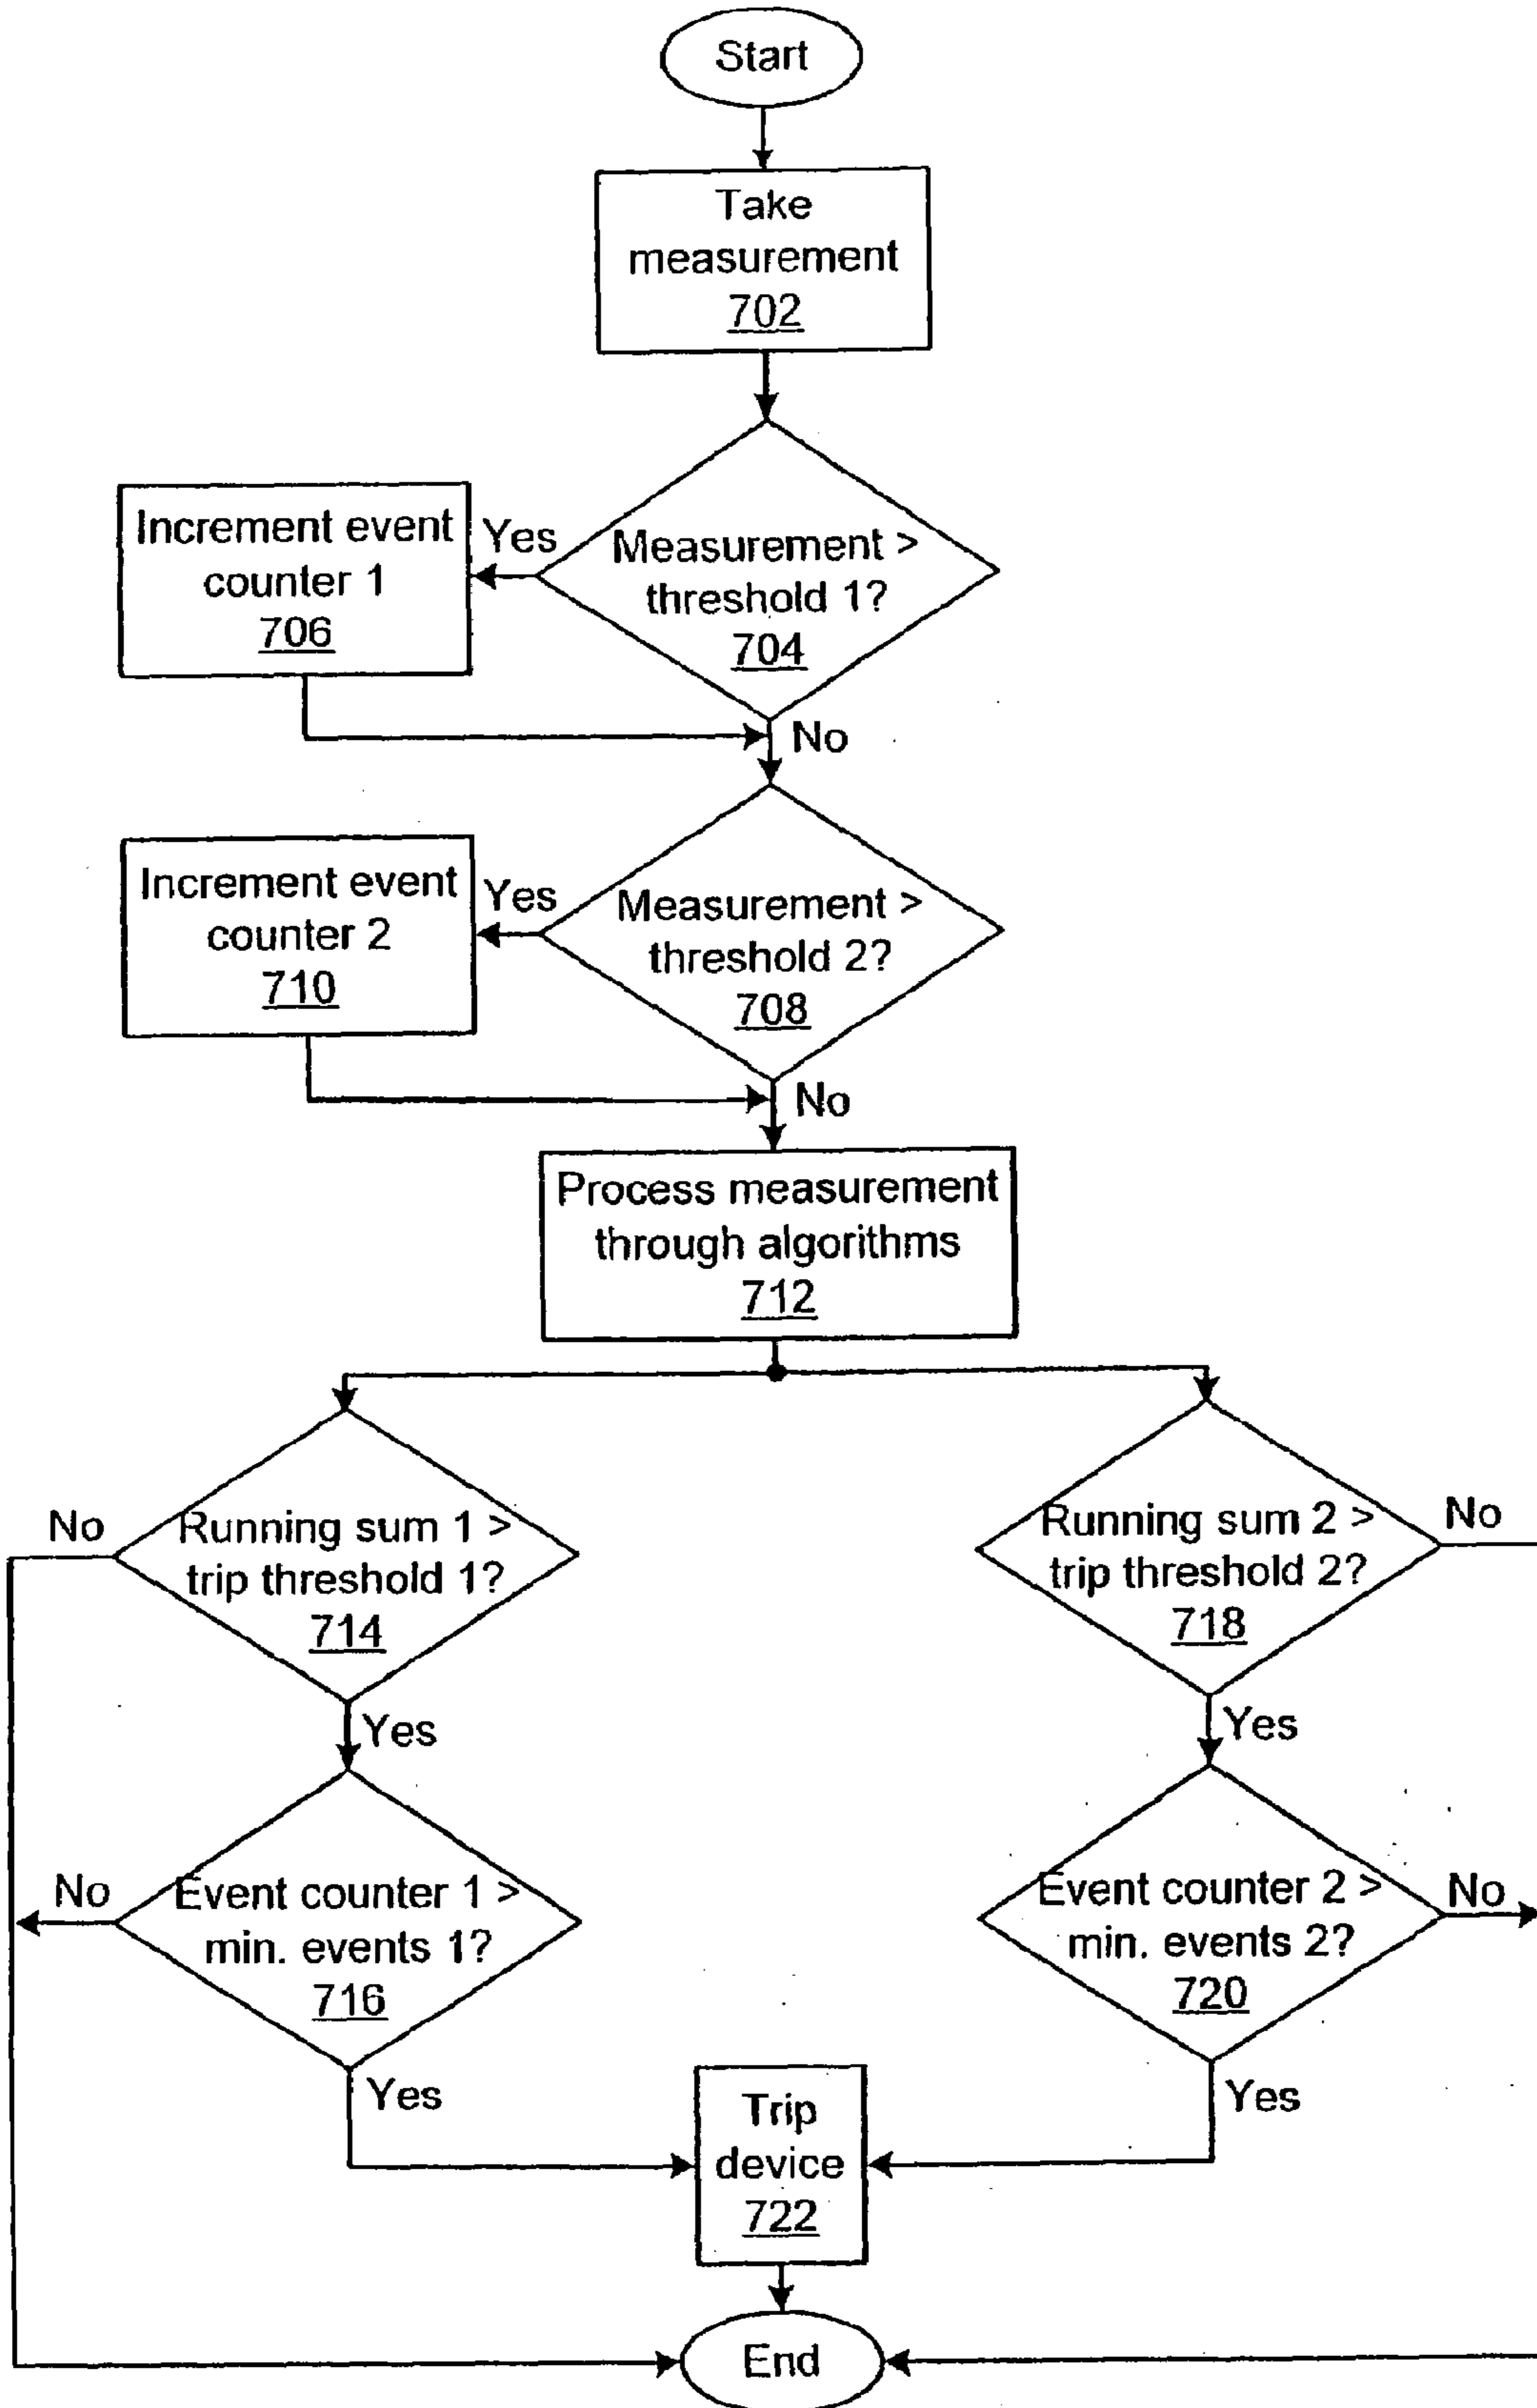 Start
Take
measurement
702
Measurement >
threshold 1?
704
Yes
Increment event
counter 1
706
No
Measurement >
threshold 2?
708
Yes
Increment event
counter 2
710
No
Process measurement
through algorithms
712
Running sum 1 >
trip threshold 1?
714
No
Yes
Running sum 2 >
trip threshold 2?
718
No
Yes
Event counter 1 >
min. events 1?
716
No
Yes
Event counter 2 >
min. events 2?
720
No
Yes
Trip
device
722
End